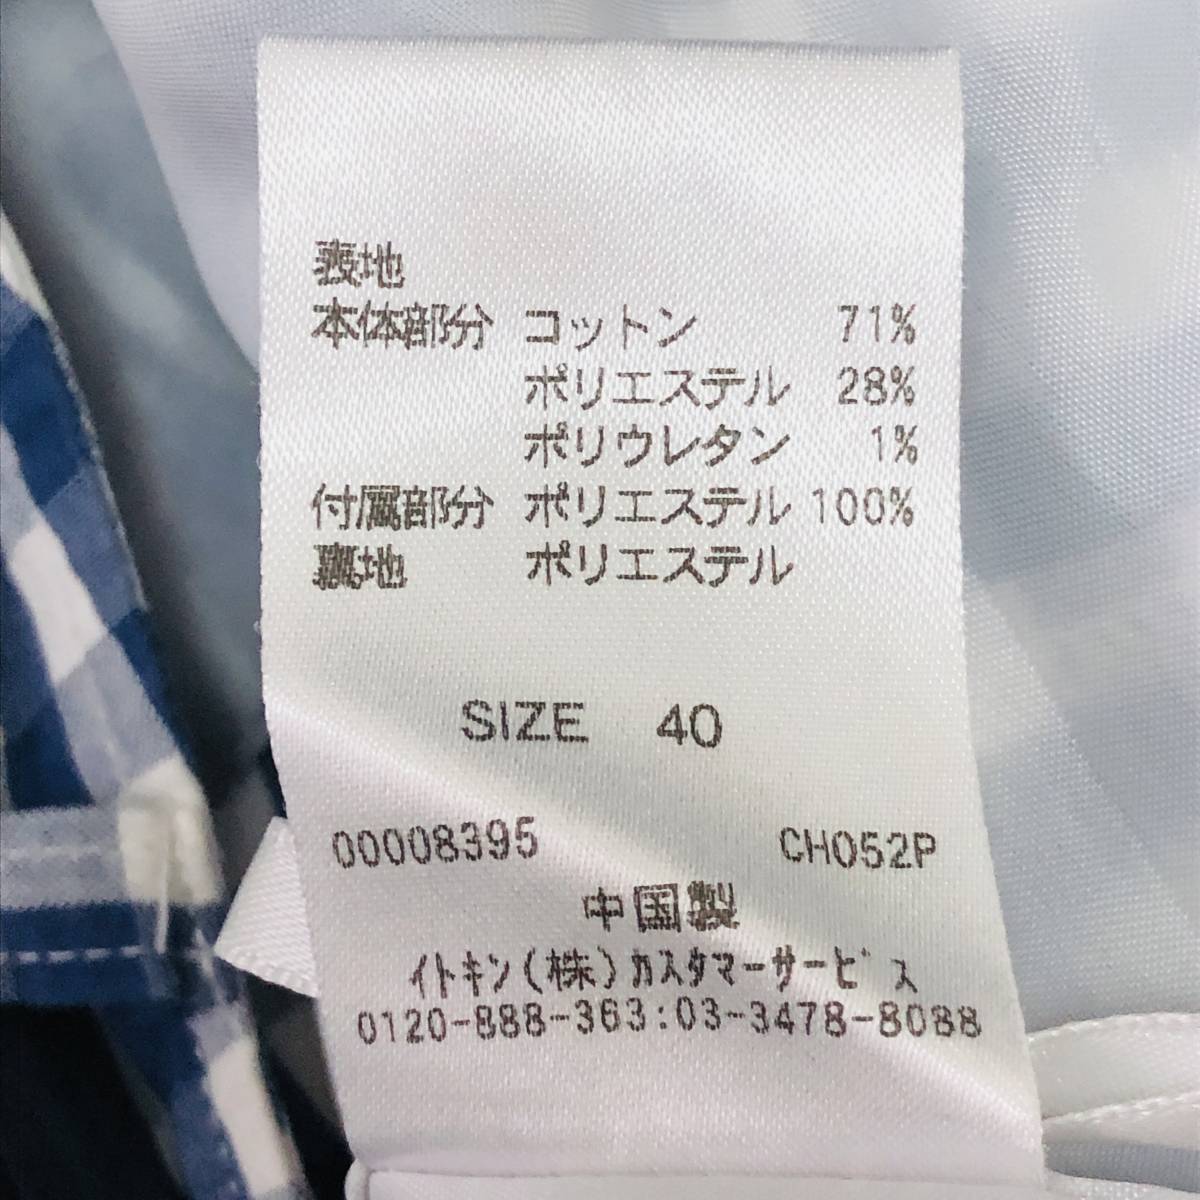 表地
本体部分 コットン 71%
ポリエステル 28%
ポリウレタン 1%
付属部分 ポリエステル 100%
裏地 ポリエステル
SIZE 40
00008395 CH052P
中国製
イトキン(株)カスタマーサービス
0120-888-363:03-3478-8088